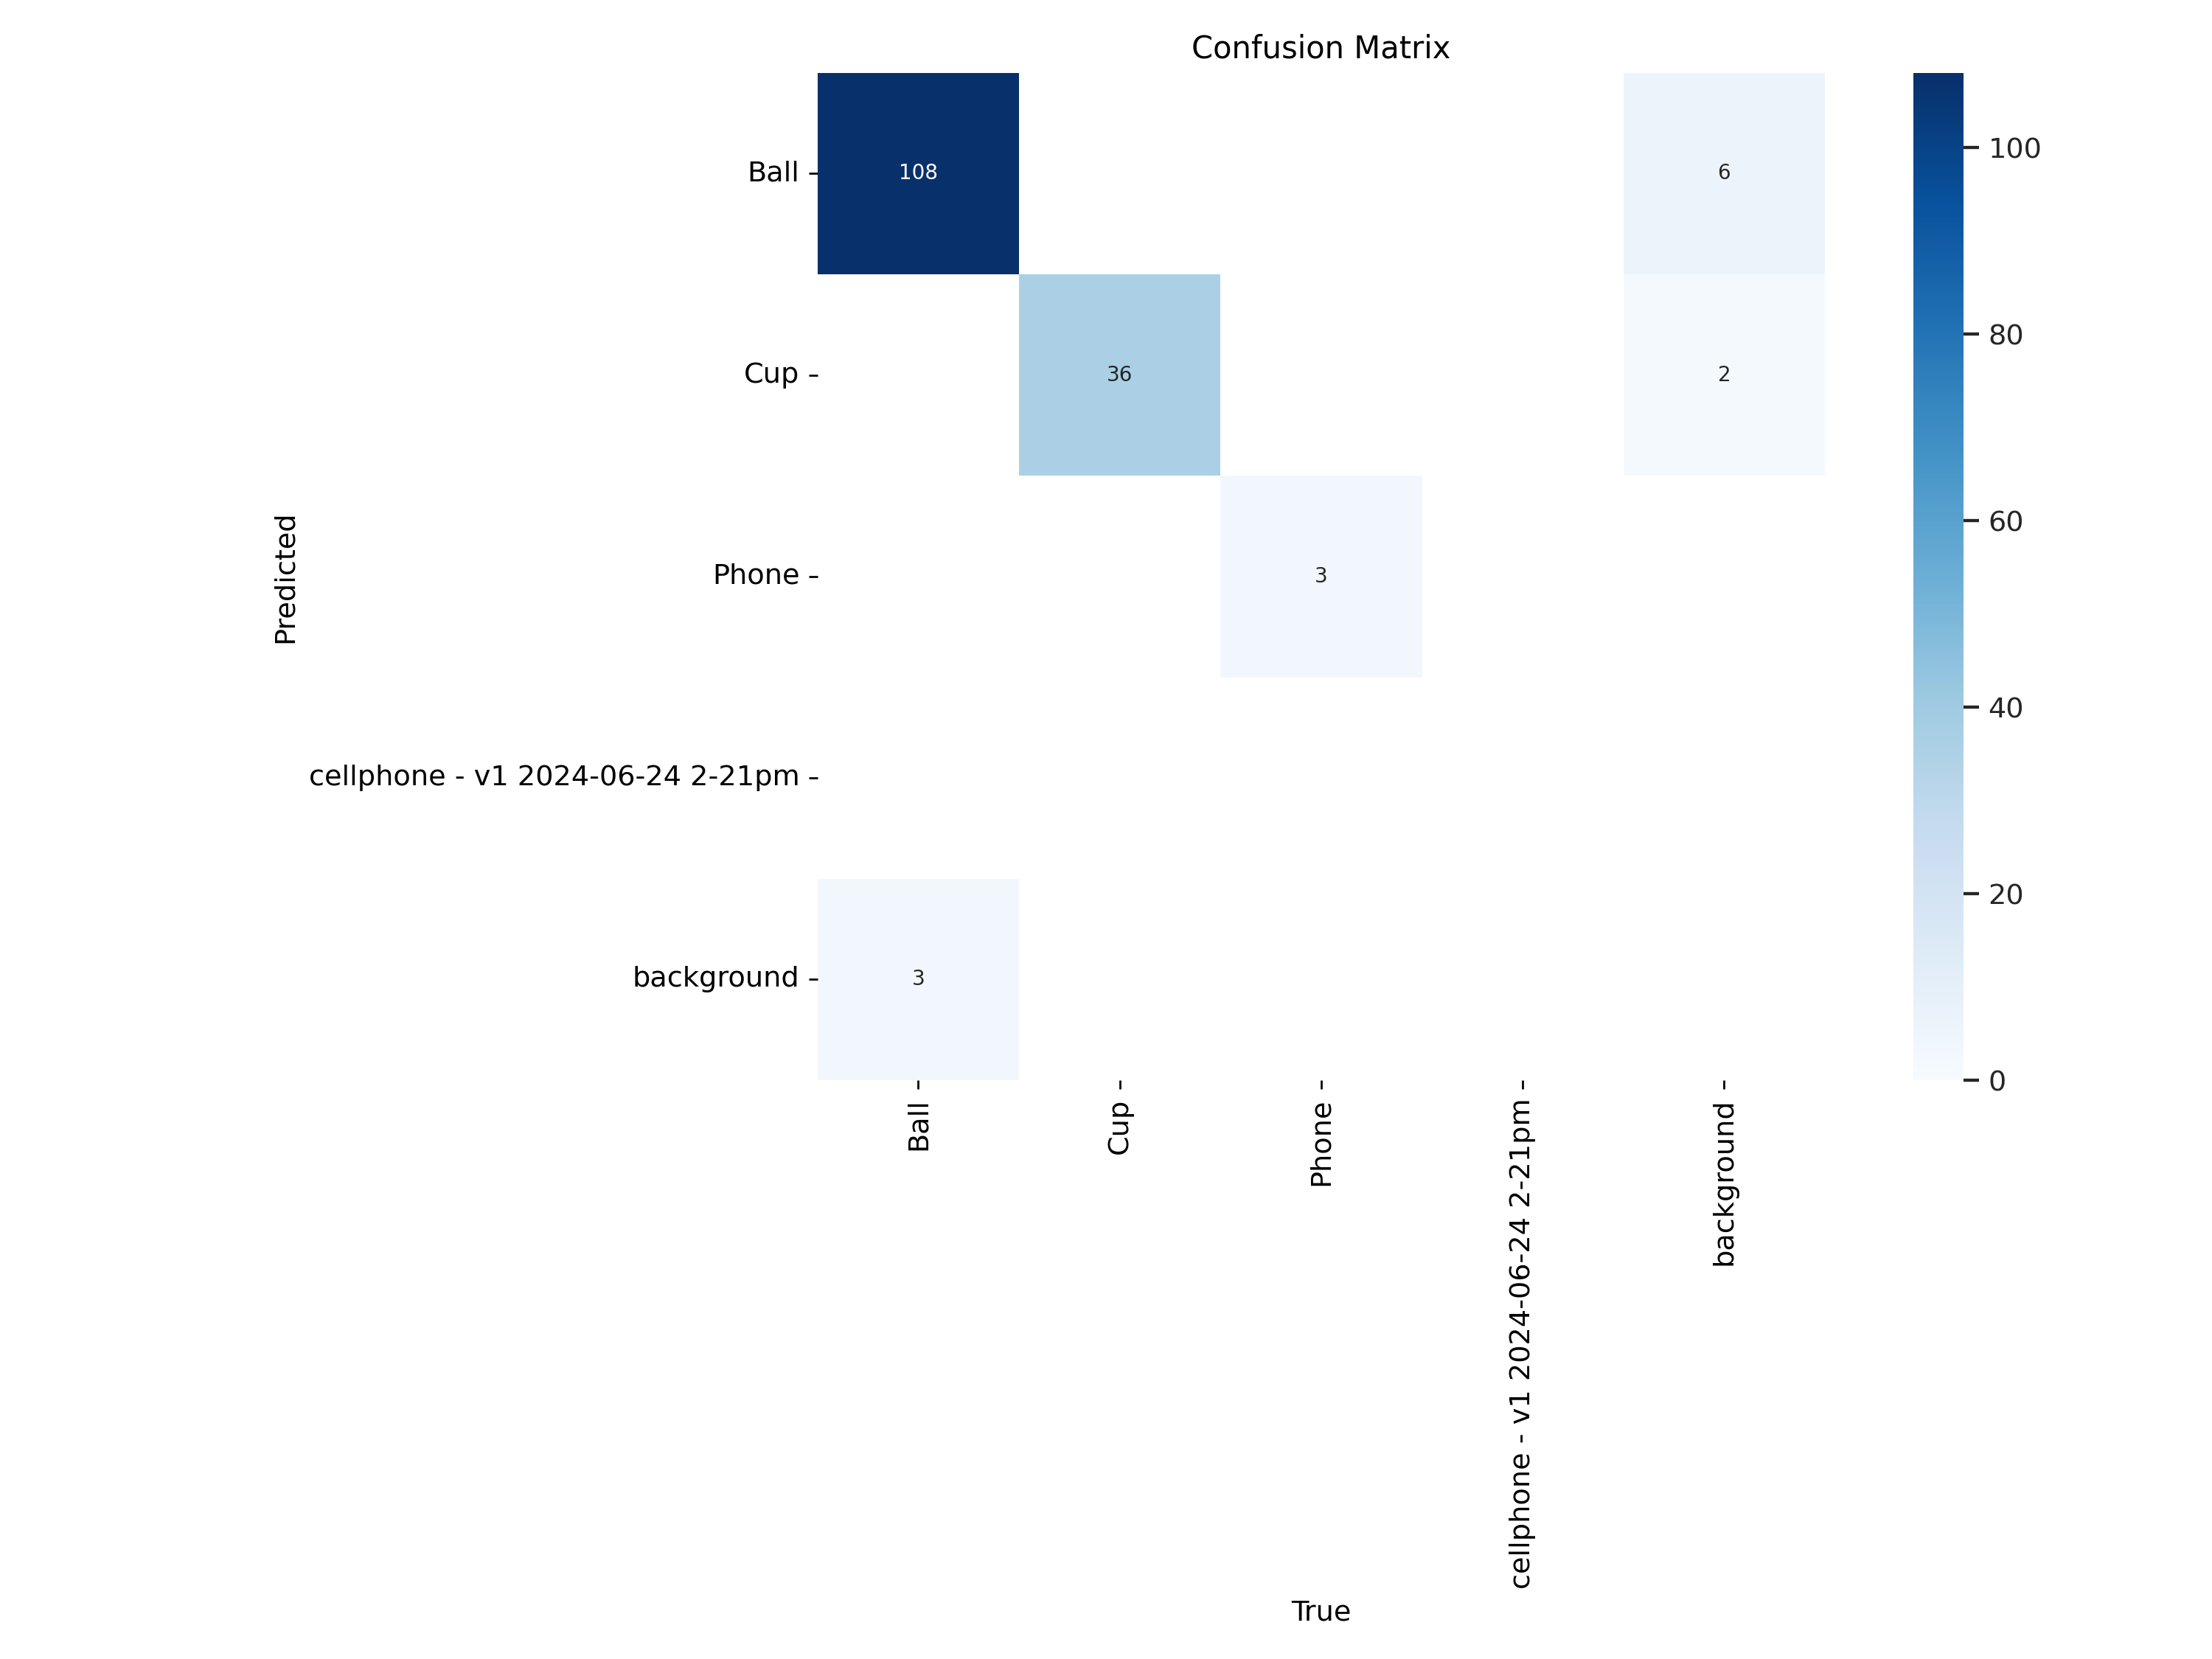 Confusion Matrix
Ball
108
6
100
Cup
36
2
80
Phone
3
60
Predicted
cellphone - v1 2024-06-24 2-21pm
40
background
3
20
0
Ball
Cup
Phone
cellphone - v1 2024-06-24 2-21pm
background
True